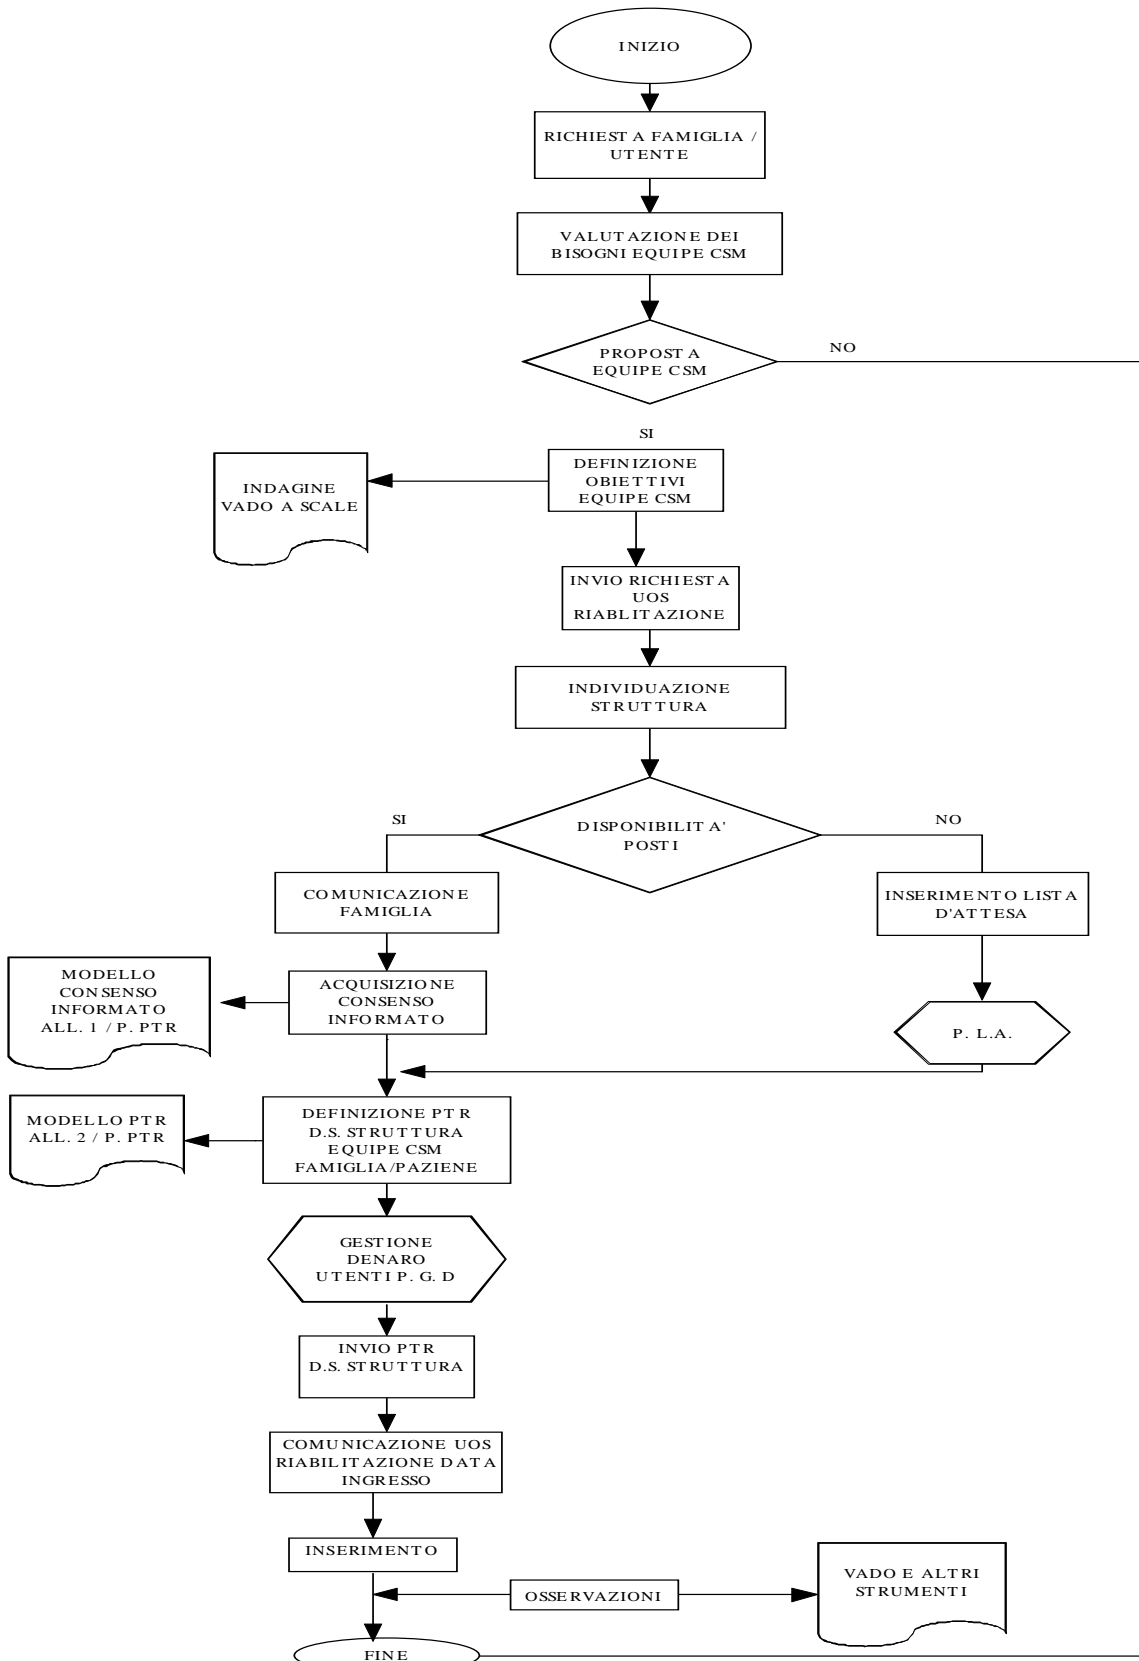 INIZIO
RICHIESTA FAMIGLIA /
UTENTE
VALUTAZIONE DEI
BISOGNI EQUIPE CSM
PROPOSTA
EQUIPE CSM
NO
SI
DEFINIZIONE
OBIETTIVI
EQUIPE CSM
INDAGINE
VADO A SCALE
INVIO RICHIESTA
UOS
RIABLITAZIONE
INDIVIDUAZIONE
STRUTTURA
DISPONIBILITA'
POSTI
SI
NO
COMUNICAZIONE
FAMIGLIA
INSERIMENTO LISTA
D'ATTESA
MODELLO
CONSENSO
INFORMATO
ALL. 1 / P. PTR
ACQUISIZIONE
CONSENSO
INFORMATO
P. L.A.
MODELLO PTR
ALL. 2 / P. PTR
DEFINIZIONE PTR
D.S. STRUTTURA
EQUIPE CSM
FAMIGLIA/PAZIENE
GESTIONE
DENARO
UTENTI P. G. D
INVIO PTR
D.S. STRUTTURA
COMUNICAZIONE UOS
RIABILITAZIONE DATA
INGRESSO
INSERIMENTO
OSSERVAZIONI
VADO E ALTRI
STRUMENTI
FINE